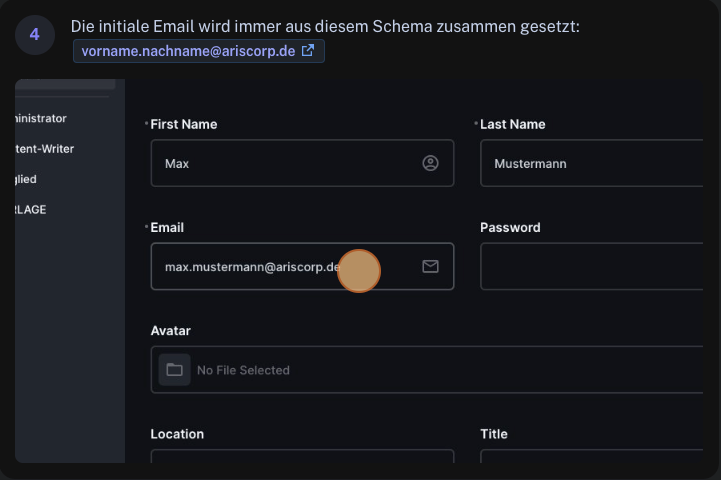 4
Die initiale Email wird immer aus diesem Schema zusammen gesetzt:
vorname.nachname@ariscorp.de
ninistrator
tent-Writer
glied
RLAGE
* First Name
* Last Name
Max
Mustermann
* Email
Password
max.mustermann@ariscorp.de
Avatar
No File Selected
Location
Title